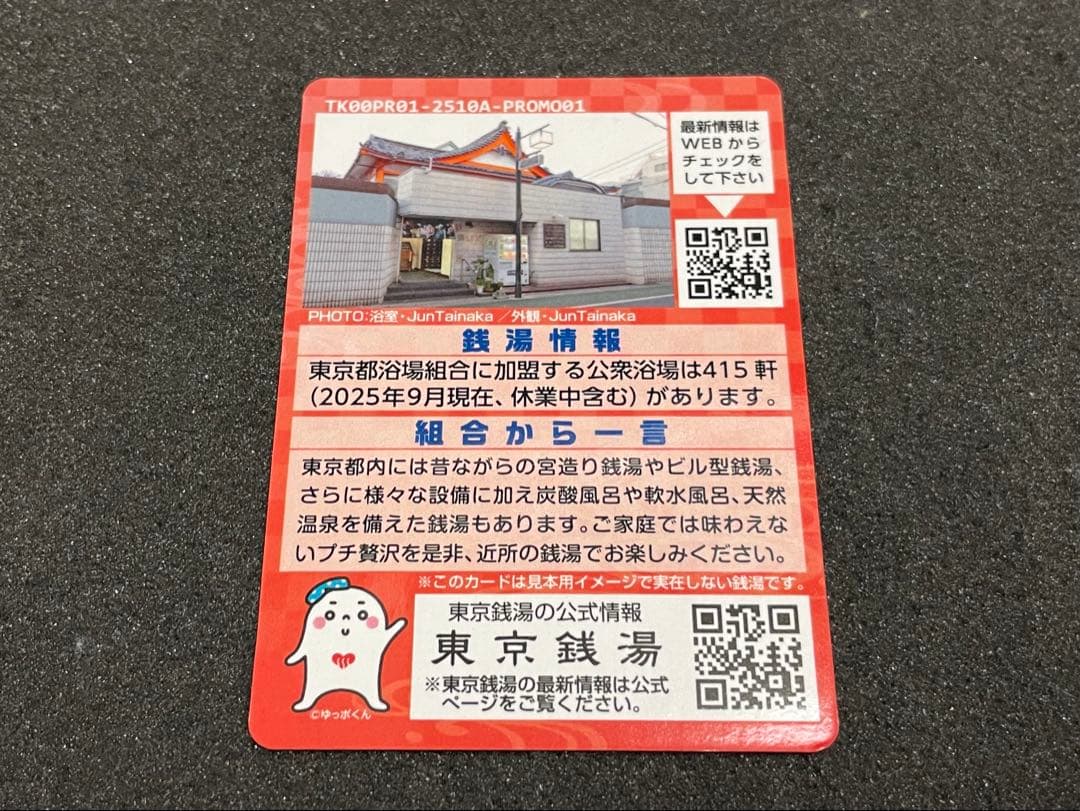 TK00PR01-2510A-PROMO01
最新情報は
WEBから
チェックを
して下さい
PHOTO:浴室・JunTainaka／外観・JunTainaka
銭湯情報
東京都浴場組合に加盟する公衆浴場は415軒
（2025年9月現在、休業中含む）があります。
組合から一言
東京都内には昔ながらの宮造り銭湯やビル型銭湯、
さらに様々な設備に加え炭酸風呂や軟水風呂、天然
温泉を備えた銭湯もあります。ご家庭では味わえな
いプチ贅沢を是非、近所の銭湯でお楽しみください。
※このカードは見本用イメージで実在しない銭湯です。
東京銭湯の公式情報
東京銭湯
※東京銭湯の最新情報は公式
ページをご覧ください。
©ゆっポくん